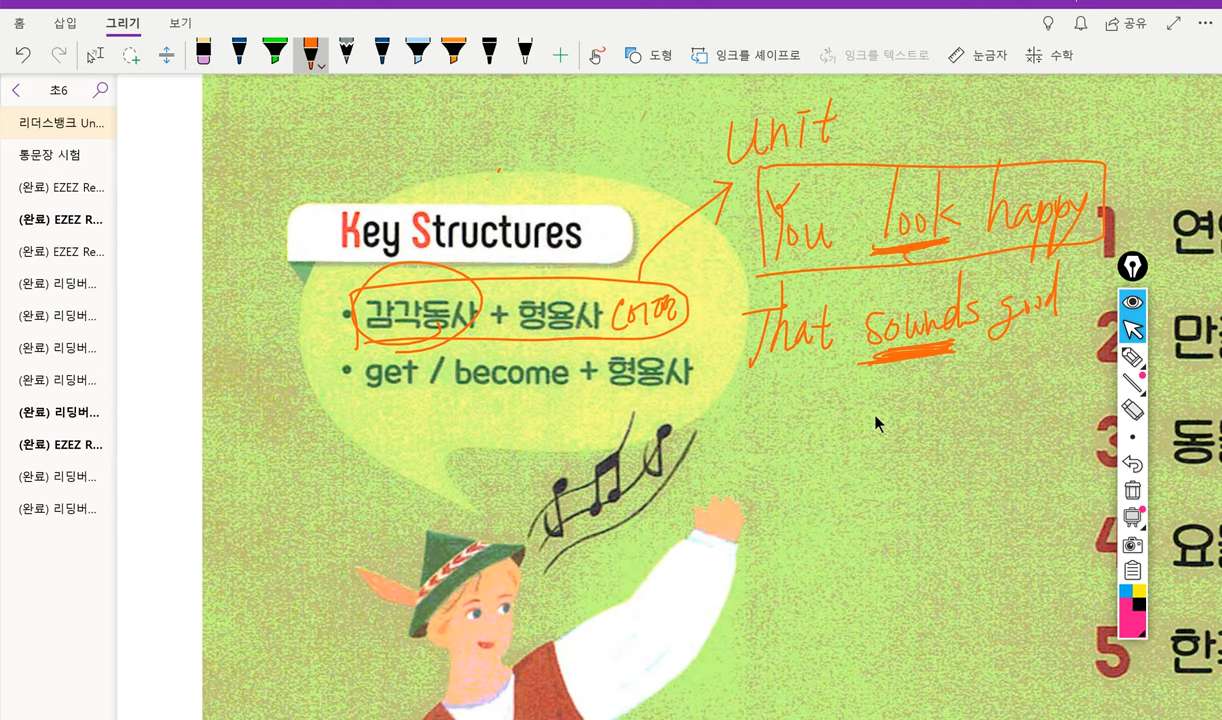 홈 삽입 그리기 보기
공유
도형 잉크를 셰이프로 잉크를 텍스트로 눈금자 수학
초6
리더스뱅크 Un...
통문장 시험
(완료) EZEZ Re...
(완료) EZEZ R...
(완료) EZEZ Re...
(완료) 리딩버...
(완료) 리딩버...
(완료) 리딩버...
(완료) 리딩버...
(완료) 리딩버...
(완료) EZEZ R...
(완료) 리딩버...
(완료) 리딩버...
Unit
You look happy
That sounds good
Key Structures
• 감각동사 + 형용사
• get / become + 형용사
1
2
3
4
5